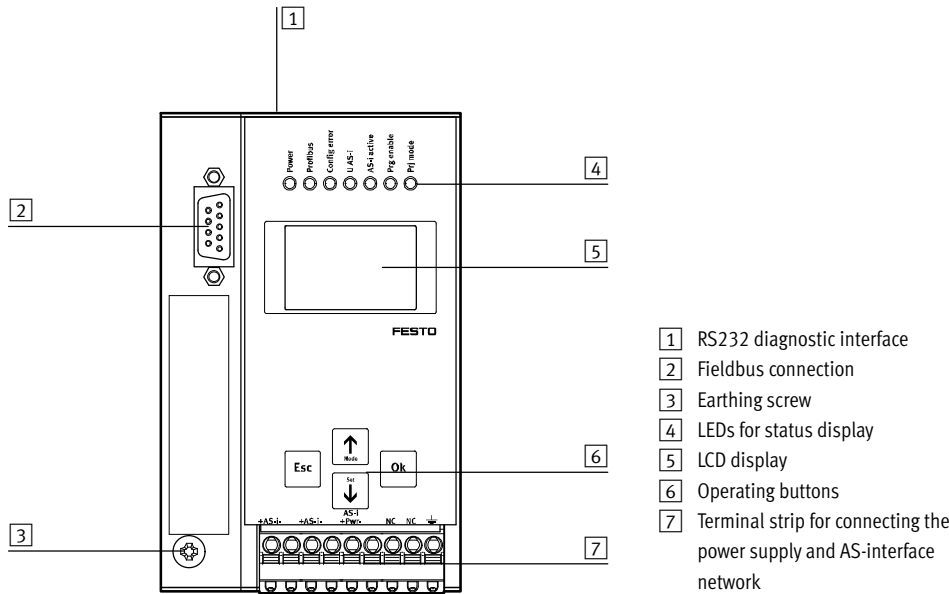 1
Power
Profibus
Config error
U AS-i
AS-i active
Prg enable
Prj mode
4
2
5
FESTO
Mode
Esc
Ok
6
Set
AS-i
+AS-i-
+AS-i-
+Pwr-
NC
NC
3
7
1 RS232 diagnostic interface
2 Fieldbus connection
3 Earthing screw
4 LEDs for status display
5 LCD display
6 Operating buttons
7 Terminal strip for connecting the
power supply and AS-interface
network